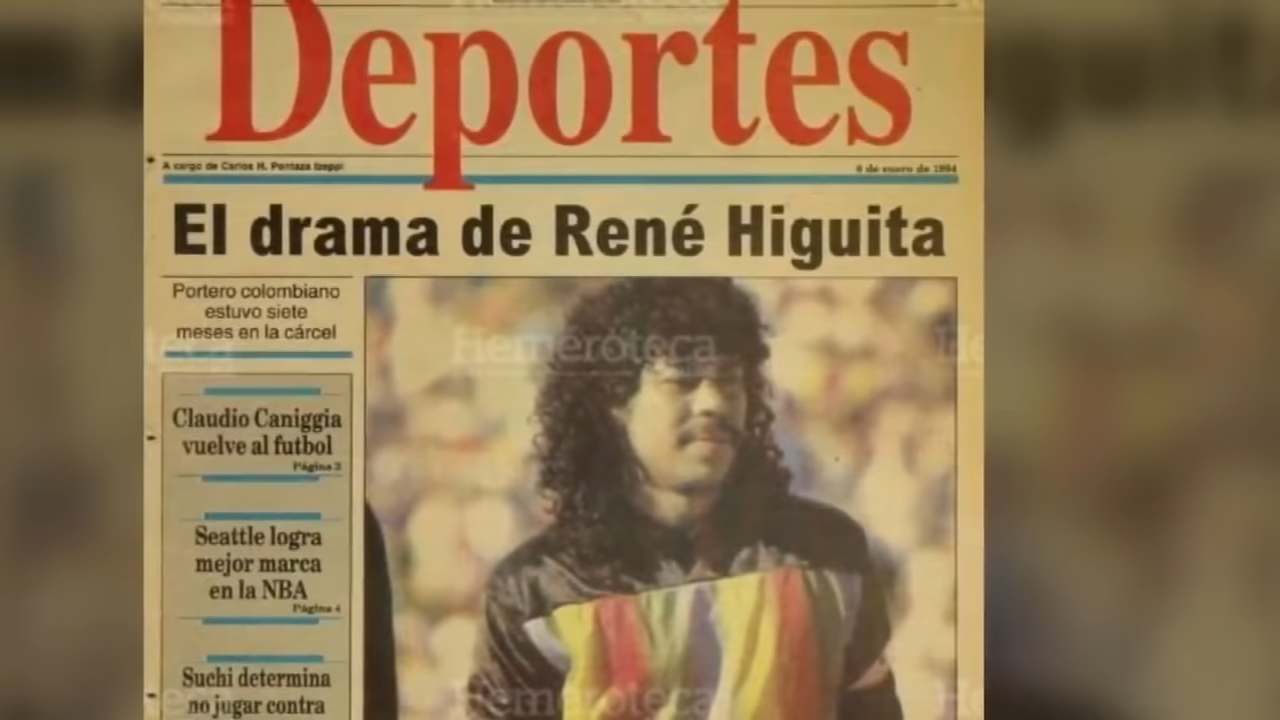 Deportes
A cargo de Carlos H. Pontaza Izeppi
6 de enero de 1994
El drama de René Higuita
Portero colombiano
estuvo siete
meses en la cárcel
Hemeroteca
Claudio Caniggia
vuelve al futbol
Página 3
Seattle logra
mejor marca
en la NBA
Página 4
Suchi determina
no jugar contra
Hemeroteca